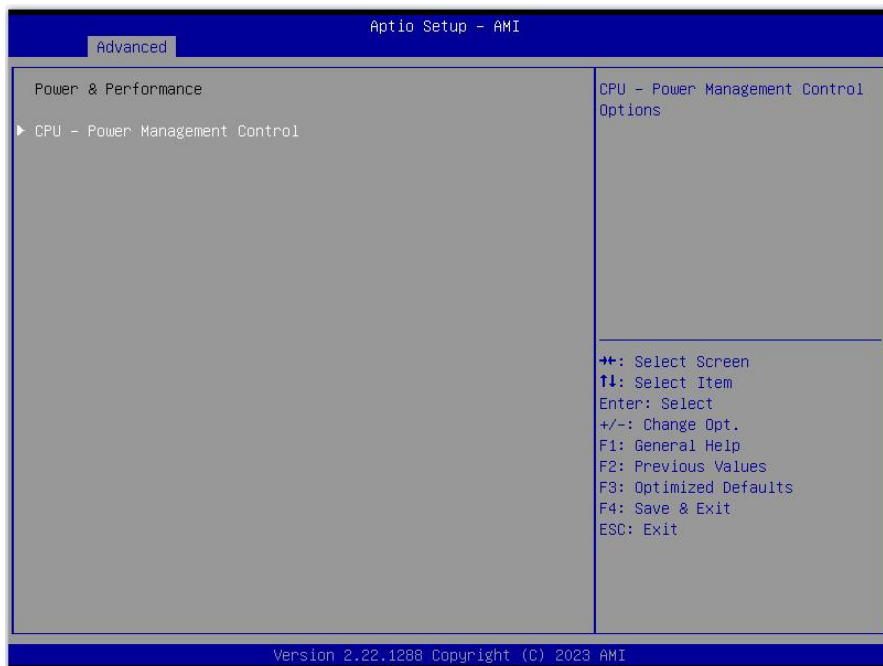 Aptio Setup – AMI
Advanced
Power & Performance
CPU – Power Management Control
CPU – Power Management Control
Options
→←: Select Screen
↑↓: Select Item
Enter: Select
+/-: Change Opt.
F1: General Help
F2: Previous Values
F3: Optimized Defaults
F4: Save & Exit
ESC: Exit
Version 2.22.1288 Copyright (C) 2023 AMI